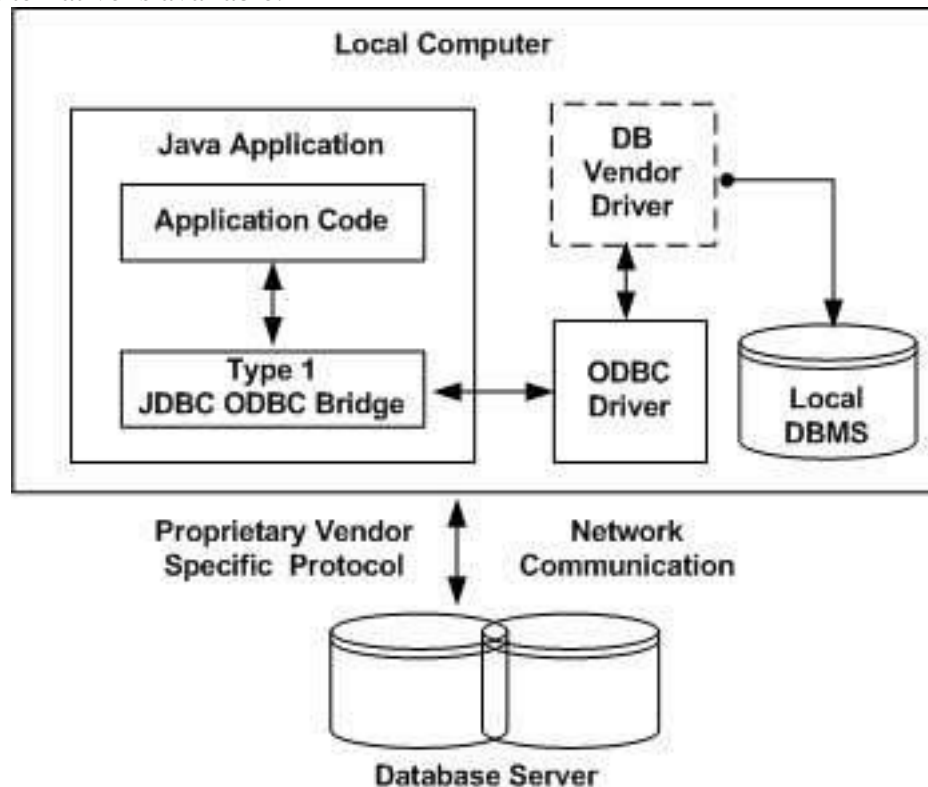 Local Computer
Java Application
Application Code
Type 1
JDBC ODBC Bridge
DB
Vendor
Driver
ODBC
Driver
Local
DBMS
Proprietary Vendor
Specific Protocol
Network
Communication
Database Server